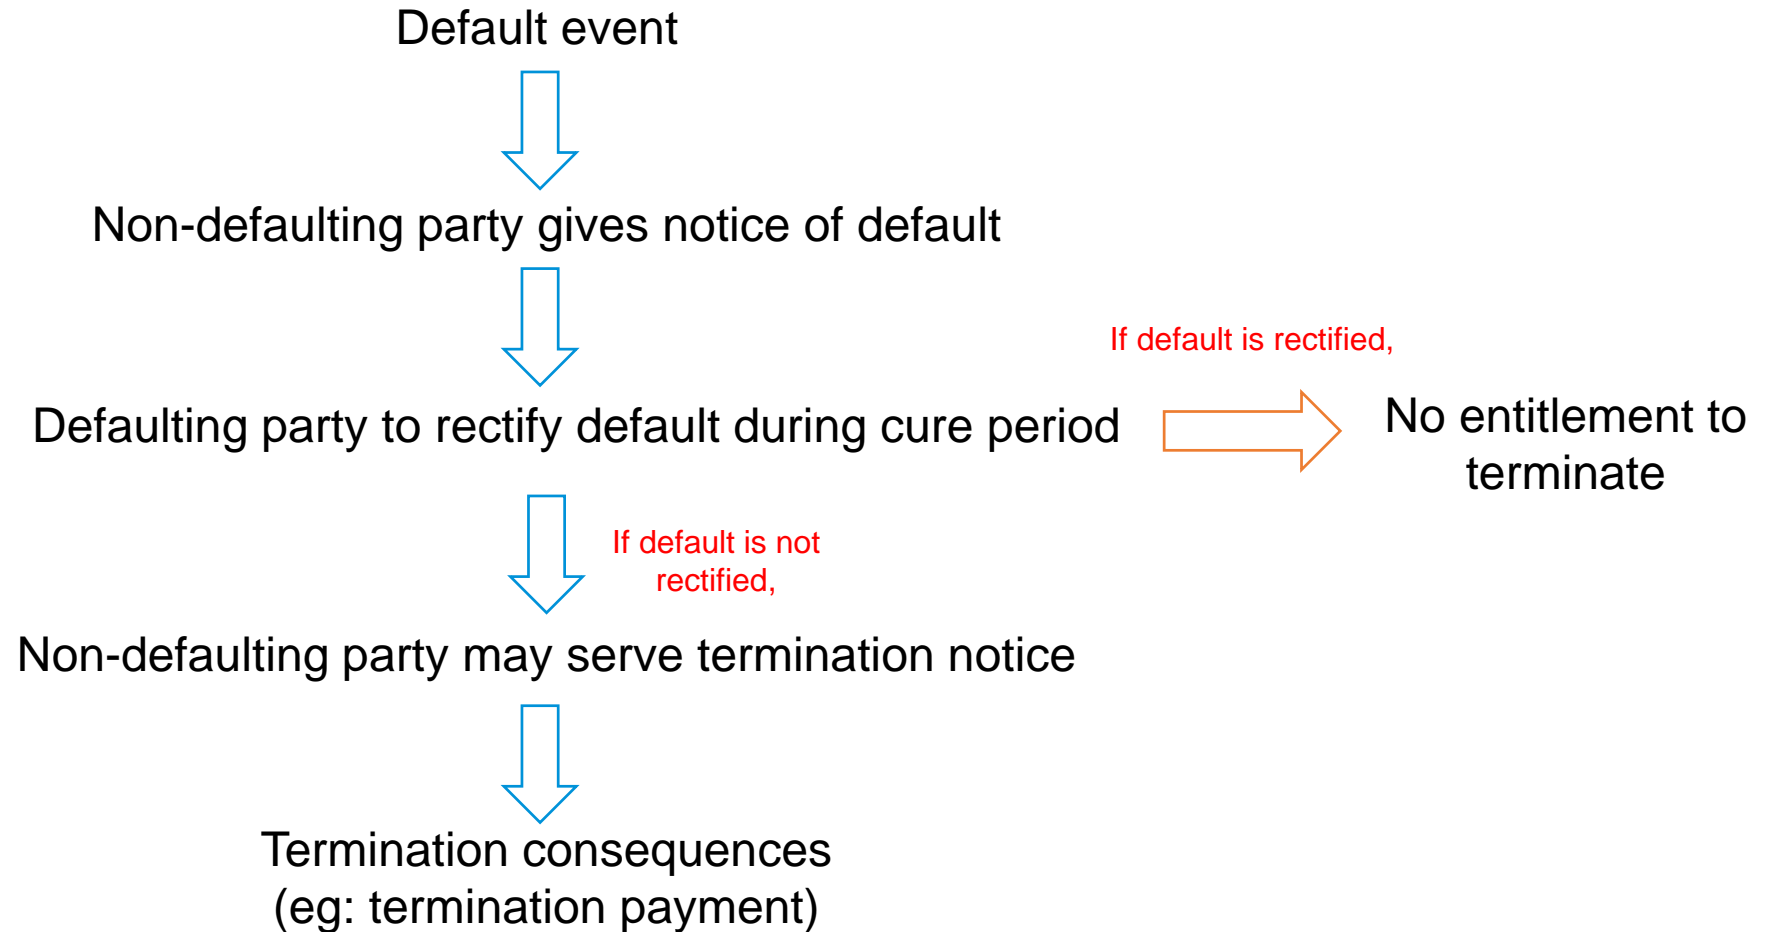 Default event
Non-defaulting party gives notice of default
If default is rectified,
Defaulting party to rectify default during cure period
No entitlement to
terminate
If default is not
rectified,
Non-defaulting party may serve termination notice
Termination consequences
(eg: termination payment)